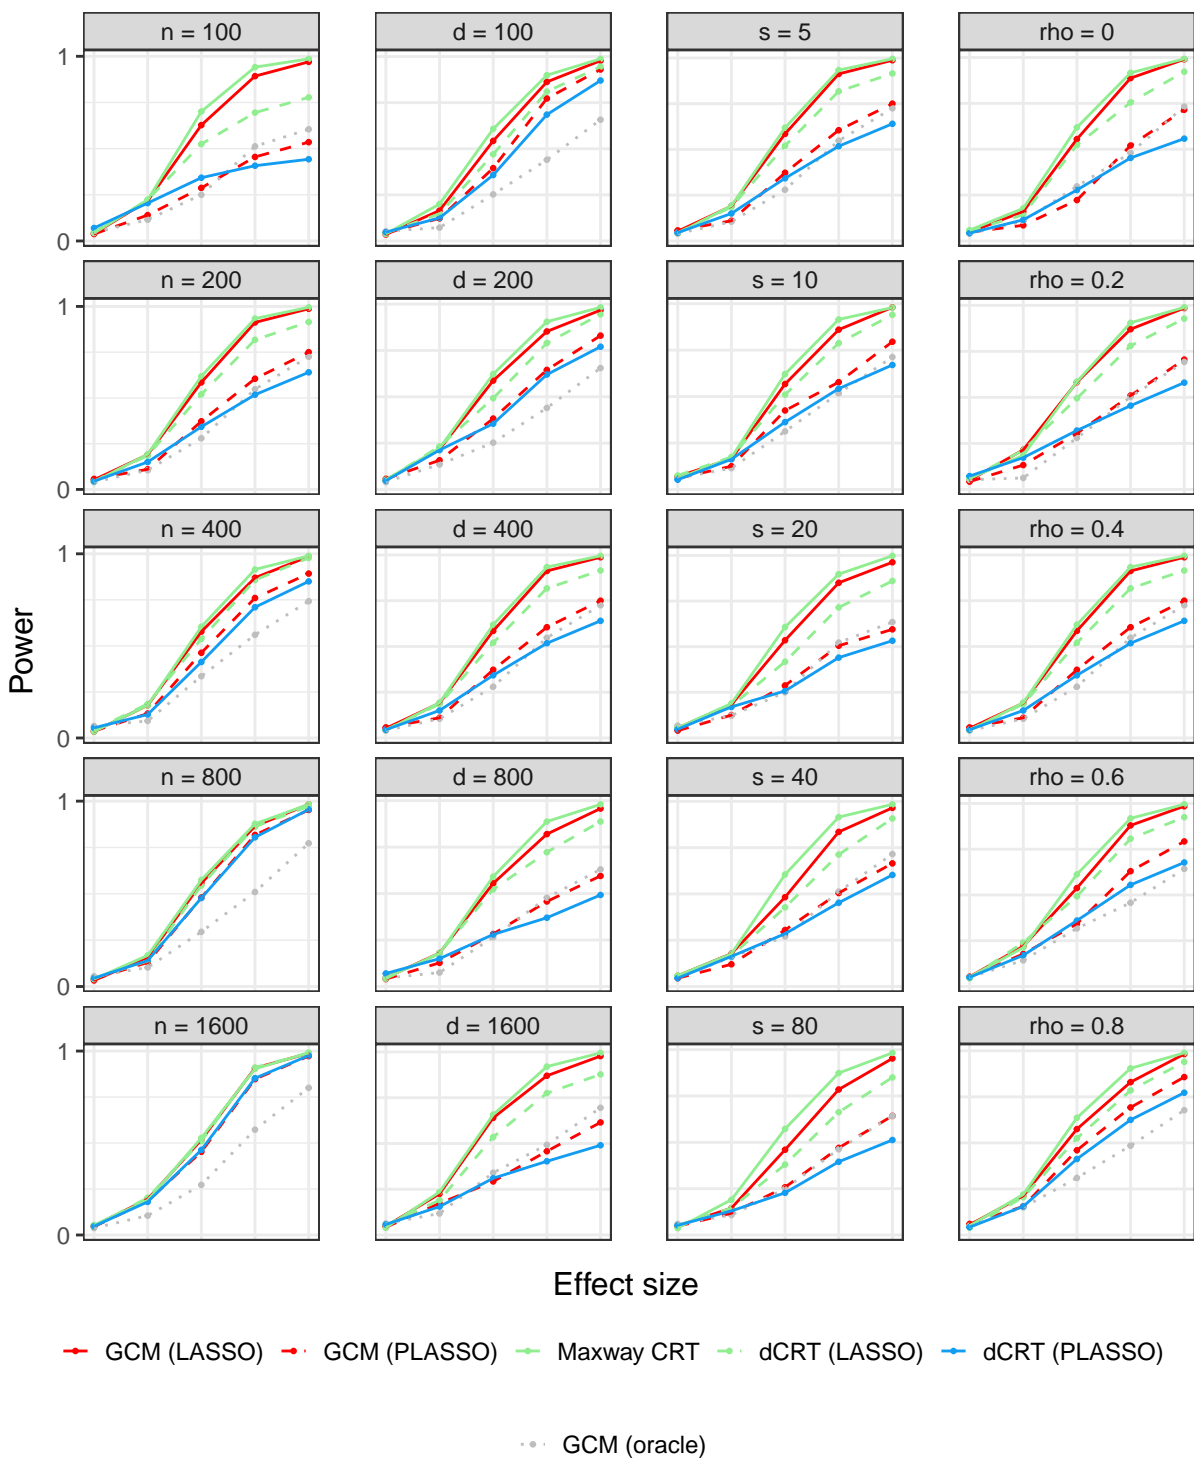 n = 100
d = 100
s = 5
rho = 0
1
0
n = 200
d = 200
s = 10
rho = 0.2
1
0
n = 400
d = 400
s = 20
rho = 0.4
1
0
n = 800
d = 800
s = 40
rho = 0.6
1
0
n = 1600
d = 1600
s = 80
rho = 0.8
1
0
Power
Effect size
GCM (LASSO) GCM (PLASSO) Maxway CRT dCRT (LASSO) dCRT (PLASSO)
GCM (oracle)